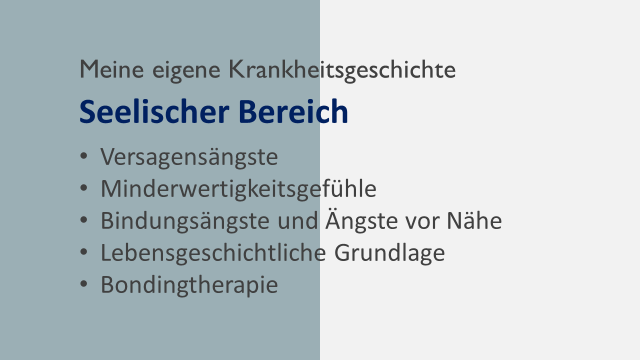 Meine eigene Krankheitsgeschichte
Seelischer Bereich
• Versagensängste
• Minderwertigkeitsgefühle
• Bindungsängste und Ängste vor Nähe
• Lebensgeschichtliche Grundlage
• Bondingtherapie